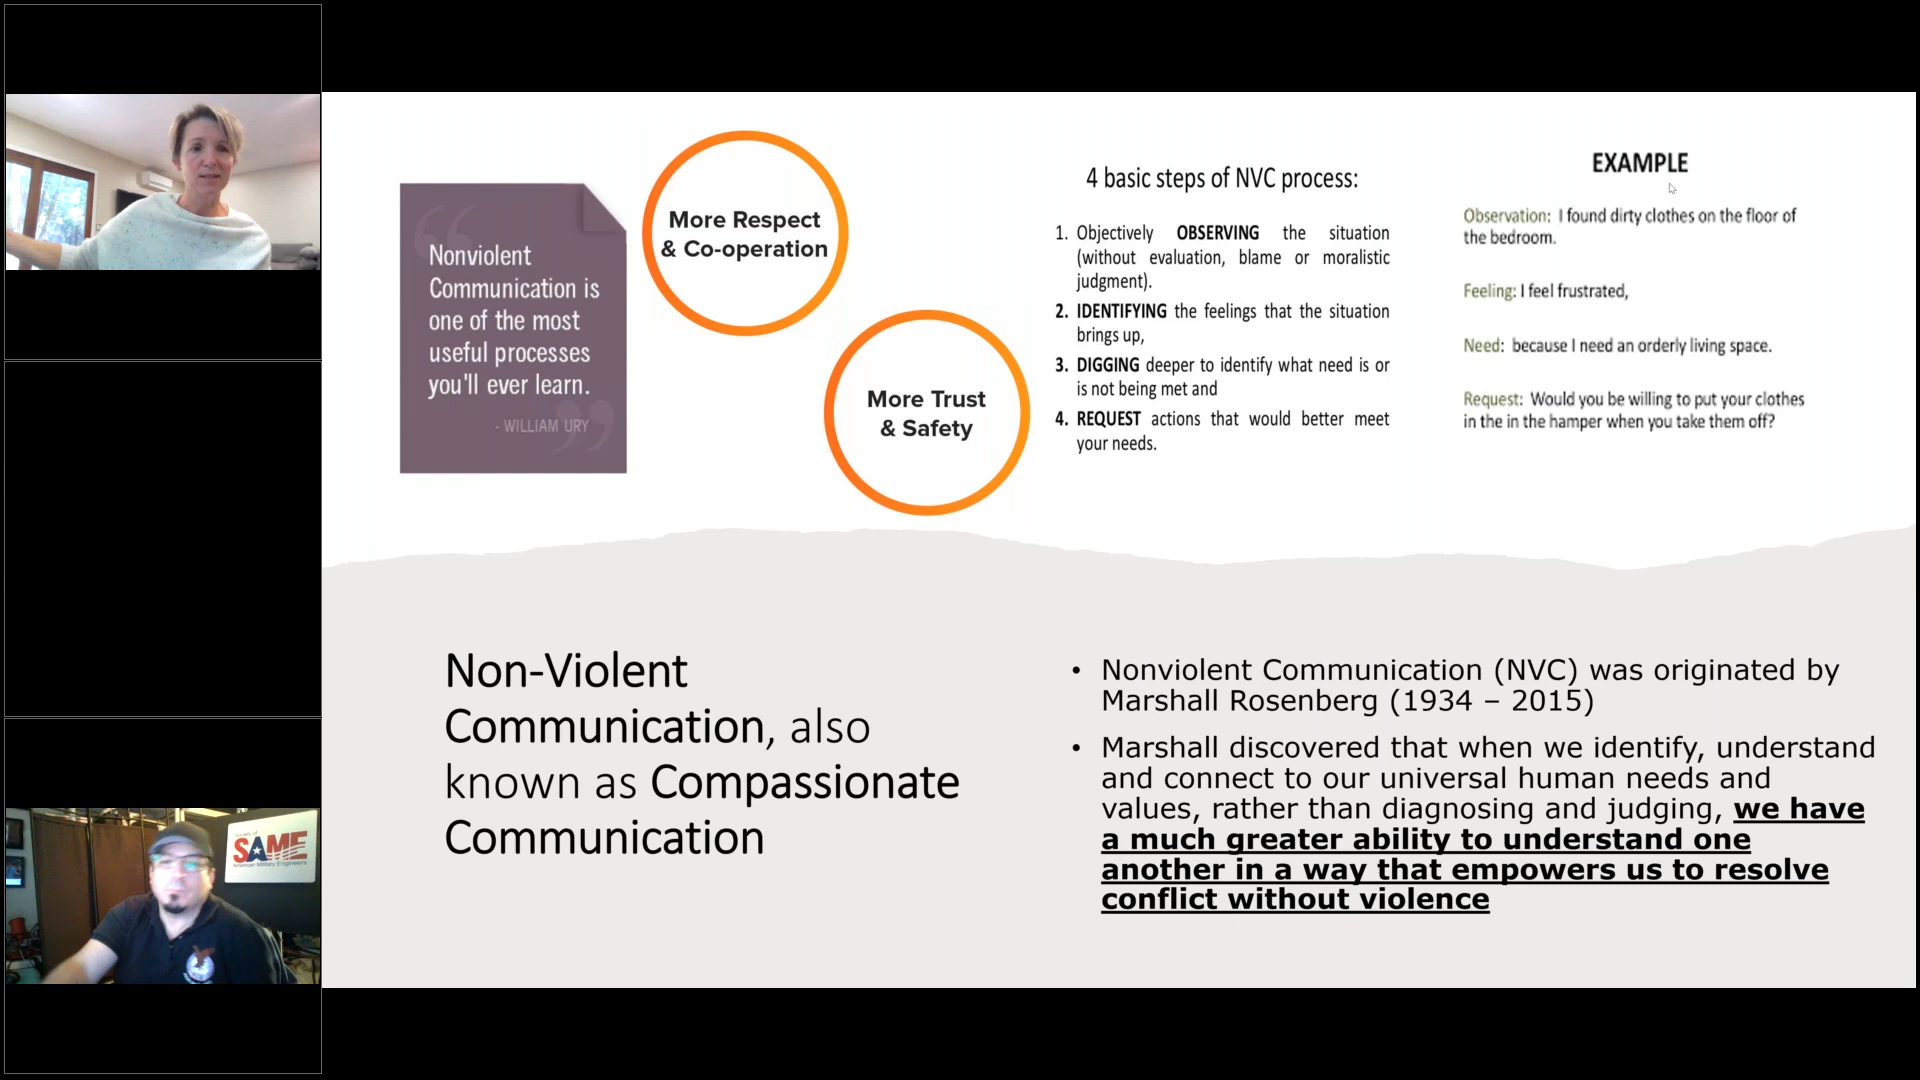 Nonviolent
Communication is
one of the most
useful processes
you'll ever learn.
- WILLIAM URY
More Respect
& Co-operation
More Trust
& Safety
4 basic steps of NVC process:
1. Objectively OBSERVING the situation
(without evaluation, blame or moralistic
judgment).
2. IDENTIFYING the feelings that the situation
brings up,
3. DIGGING deeper to identify what need is or
is not being met and
4. REQUEST actions that would better meet
your needs.
EXAMPLE
Observation: I found dirty clothes on the floor of
the bedroom.
Feeling: I feel frustrated,
Need: because I need an orderly living space.
Request: Would you be willing to put your clothes
in the in the hamper when you take them off?
Non-Violent
Communication, also
known as Compassionate
Communication
• Nonviolent Communication (NVC) was originated by
Marshall Rosenberg (1934 – 2015)
• Marshall discovered that when we identify, understand
and connect to our universal human needs and
values, rather than diagnosing and judging, we have
a much greater ability to understand one
another in a way that empowers us to resolve
conflict without violence
Society of
SAME
American Military Engineers